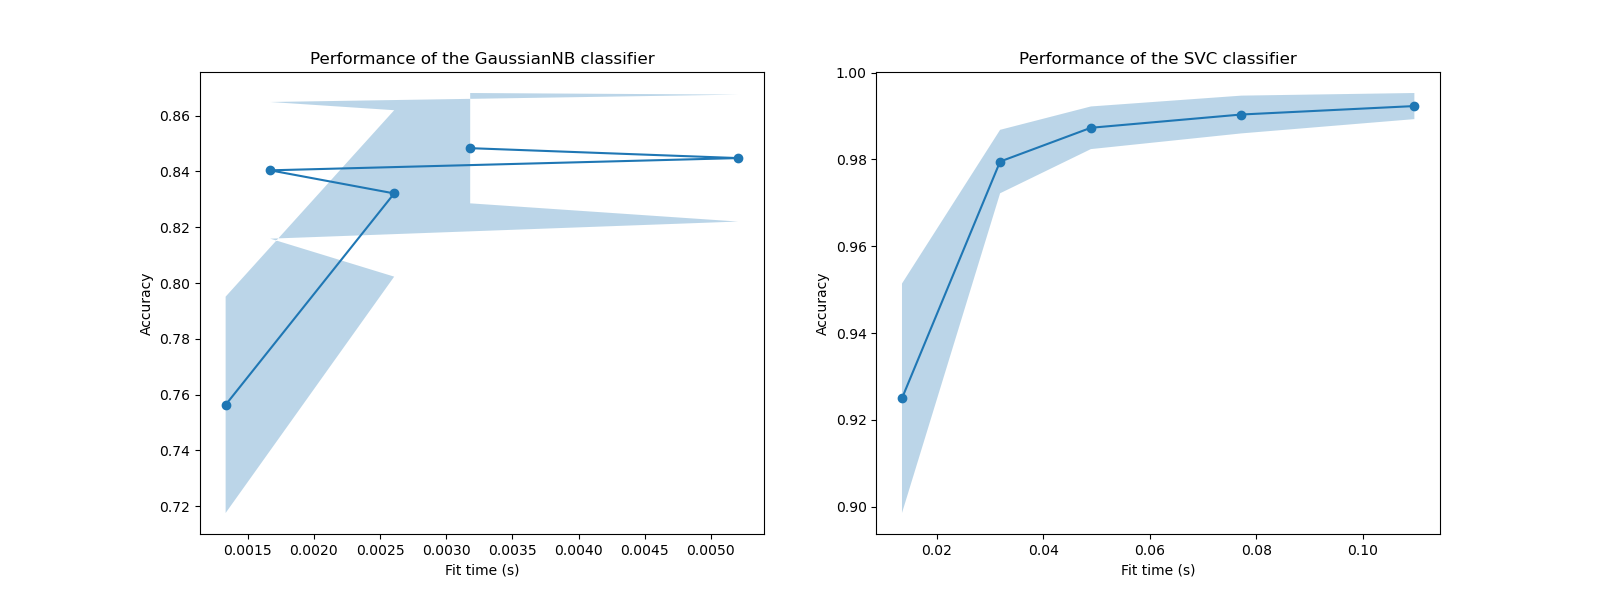 Performance of the GaussianNB classifier
0.86
0.84
0.82
0.80
0.78
0.76
0.74
0.72
Accuracy
0.0015 0.0020 0.0025 0.0030 0.0035 0.0040 0.0045 0.0050
Fit time (s)
Performance of the SVC classifier
1.00
0.98
0.96
0.94
0.92
0.90
Accuracy
0.02 0.04 0.06 0.08 0.10
Fit time (s)